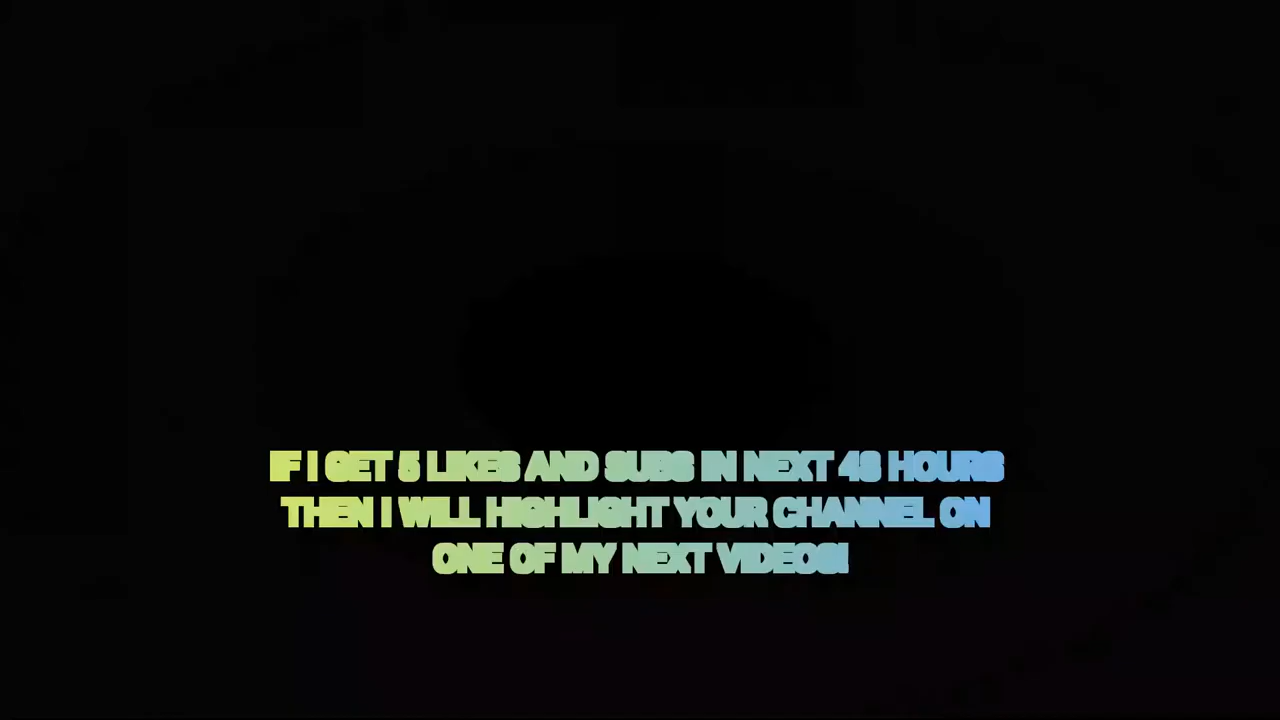 IF I GET 5 LIKES AND SUBS IN NEXT 48 HOURS
THEN I WILL HIGHLIGHT YOUR CHANNEL ON
ONE OF MY NEXT VIDEOS!